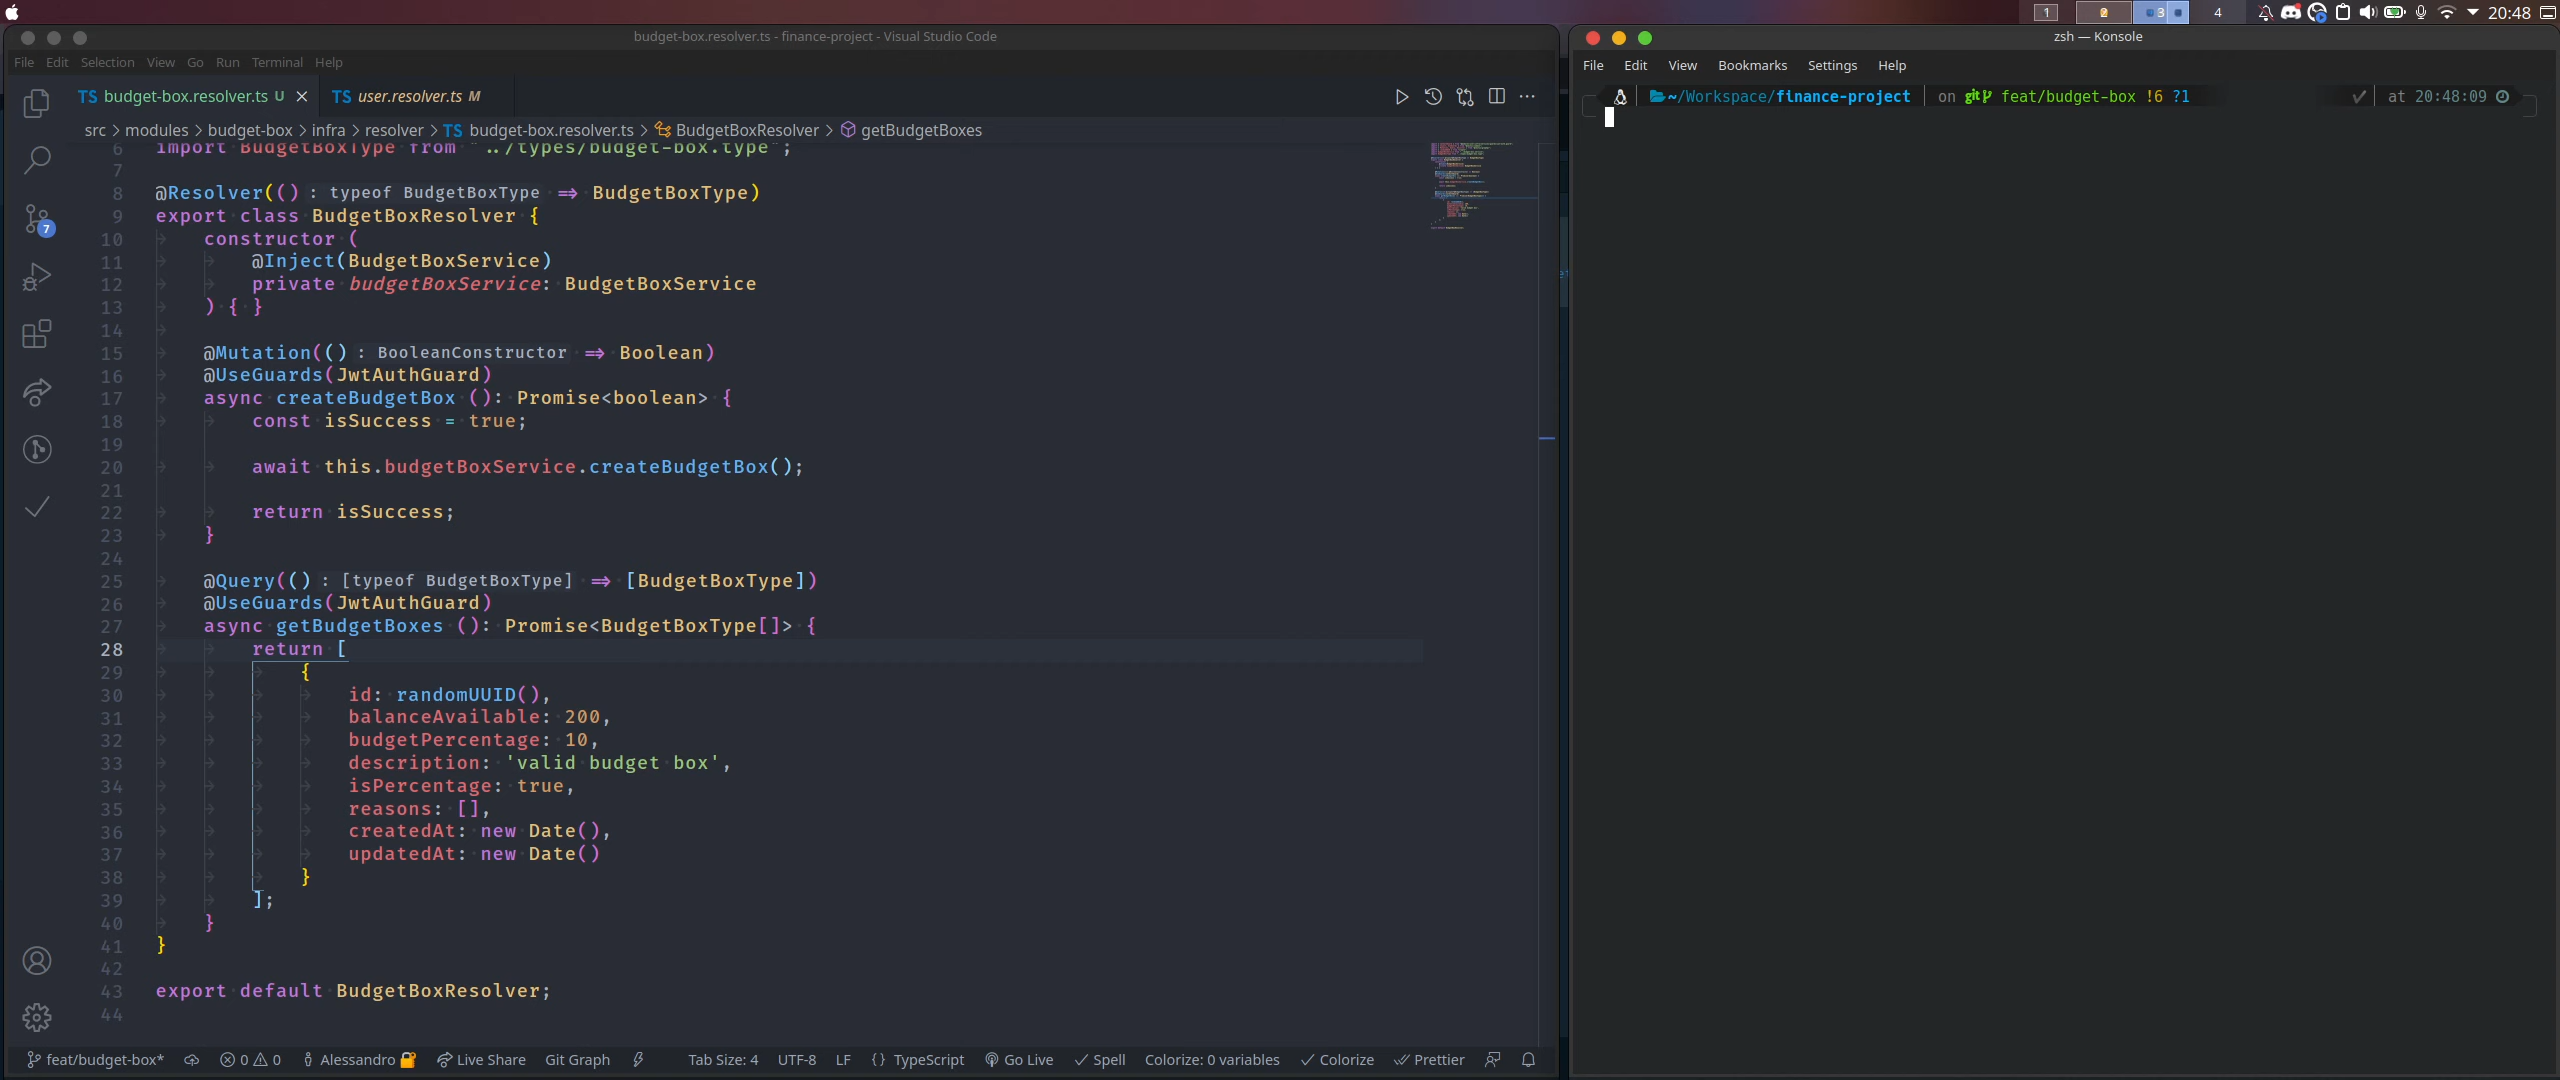 1 2 3 4 20:48
budget-box.resolver.ts - finance-project - Visual Studio Code
File Edit Selection View Go Run Terminal Help
TS budget-box.resolver.ts U TS user.resolver.ts M
src > modules > budget-box > infra > resolver > TS budget-box.resolver.ts > BudgetBoxResolver > getBudgetBoxes
6 import BudgetBoxType from "../types/budget-box.type";
7
8 @Resolver(() : typeof BudgetBoxType => BudgetBoxType)
9 export class BudgetBoxResolver {
10 constructor (
11 @Inject(BudgetBoxService)
12 private budgetBoxService: BudgetBoxService
13 ) { }
14
15 @Mutation(() : BooleanConstructor => Boolean)
16 @UseGuards(JwtAuthGuard)
17 async createBudgetBox (): Promise<boolean> {
18 const isSuccess = true;
19
20 await this.budgetBoxService.createBudgetBox();
21
22 return isSuccess;
23 }
24
25 @Query(() : [typeof BudgetBoxType] => [BudgetBoxType])
26 @UseGuards(JwtAuthGuard)
27 async getBudgetBoxes (): Promise<BudgetBoxType[]> {
28 return [
29 {
30 id: randomUUID(),
31 balanceAvailable: 200,
32 budgetPercentage: 10,
33 description: 'valid budget box',
34 isPercentage: true,
35 reasons: [],
36 createdAt: new Date(),
37 updatedAt: new Date()
38 }
39 ];
40 }
41 }
42
43 export default BudgetBoxResolver;
44
7
feat/budget-box* 0 0 Alessandro Live Share Git Graph Tab Size: 4 UTF-8 LF {} TypeScript Go Live Spell Colorize: 0 variables Colorize Prettier
zsh — Konsole
File Edit View Bookmarks Settings Help
~/Workspace/finance-project on git feat/budget-box !6 ?1 at 20:48:09